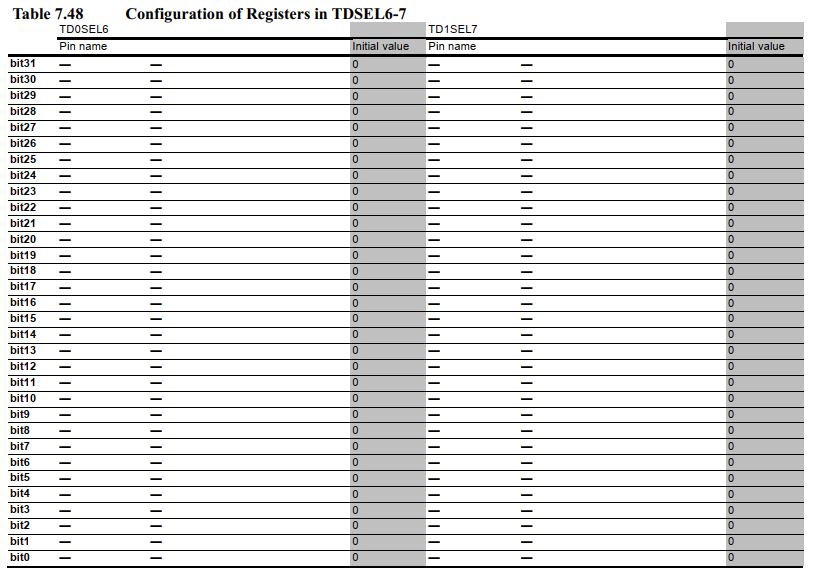 Table 7.48 Configuration of Registers in TDSEL6-7
TD0SEL6 TD1SEL7
Pin name Initial value Pin name Initial value
bit31 — — 0 — — 0
bit30 — — 0 — — 0
bit29 — — 0 — — 0
bit28 — — 0 — — 0
bit27 — — 0 — — 0
bit26 — — 0 — — 0
bit25 — — 0 — — 0
bit24 — — 0 — — 0
bit23 — — 0 — — 0
bit22 — — 0 — — 0
bit21 — — 0 — — 0
bit20 — — 0 — — 0
bit19 — — 0 — — 0
bit18 — — 0 — — 0
bit17 — — 0 — — 0
bit16 — — 0 — — 0
bit15 — — 0 — — 0
bit14 — — 0 — — 0
bit13 — — 0 — — 0
bit12 — — 0 — — 0
bit11 — — 0 — — 0
bit10 — — 0 — — 0
bit9 — — 0 — — 0
bit8 — — 0 — — 0
bit7 — — 0 — — 0
bit6 — — 0 — — 0
bit5 — — 0 — — 0
bit4 — — 0 — — 0
bit3 — — 0 — — 0
bit2 — — 0 — — 0
bit1 — — 0 — — 0
bit0 — — 0 — — 0